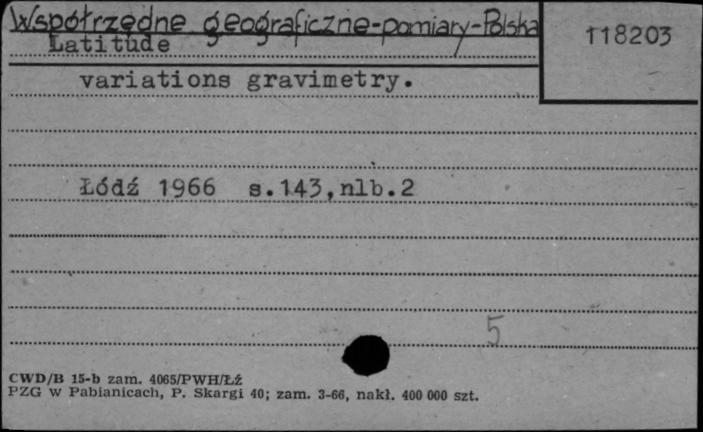 Współrzędne geograficzne-pomiary-Polska
118203
Latitude
variations gravimetry.
Łódź 1966 s.143,nlb.2
5
CWD/B 15-b zam. 4065/PWH/Łź
PZG w Pabianicach, P. Skargi 40; zam. 3-66, nakł. 400 000 szt.